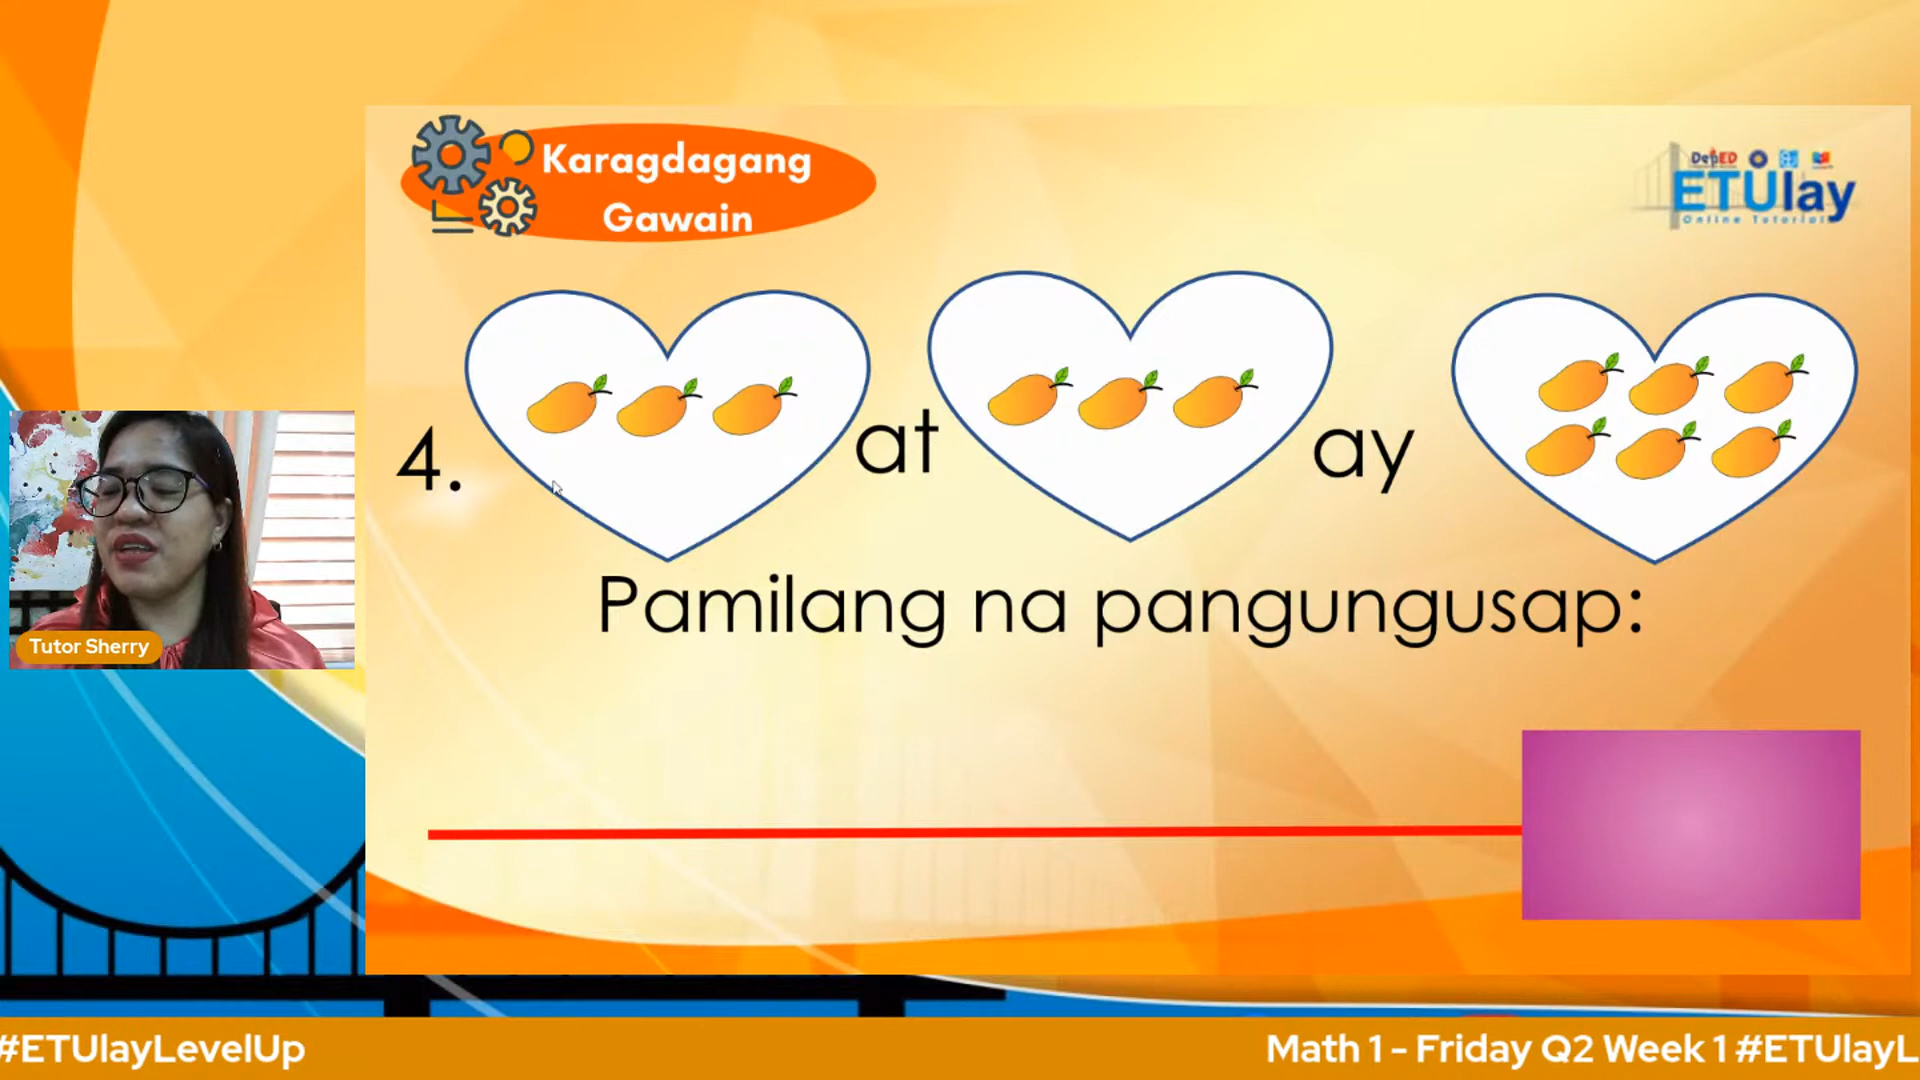 Karagdagang
Gawain
DepED
ETUlay
Online Tutorial
4.
at
ay
Pamilang na pangungusap:
Tutor Sherry
#ETUlayLevelUp
Math 1 - Friday Q2 Week 1 #ETUlayL